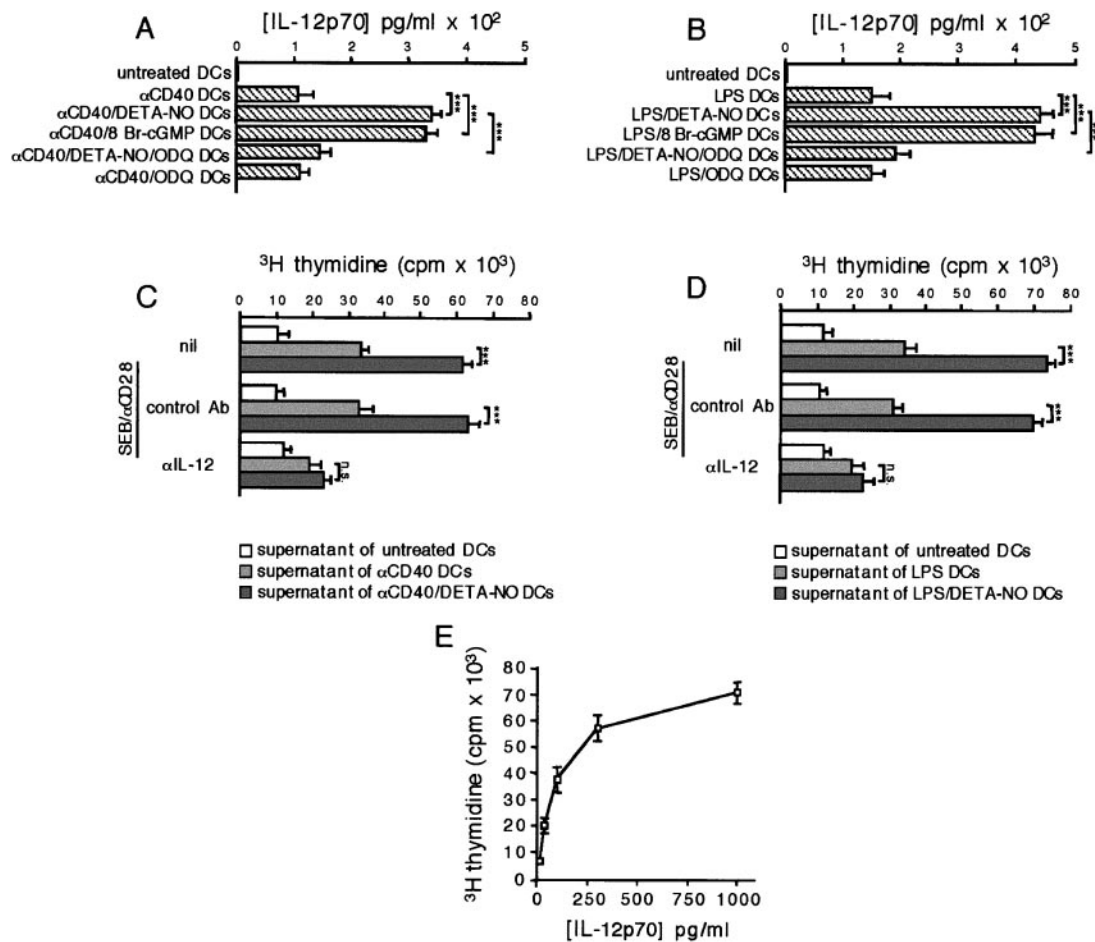 A
[IL-12p70] pg/ml x 10²
0 1 2 3 4 5
untreated DCs
αCD40 DCs
αCD40/DETA-NO DCs
αCD40/8 Br-cGMP DCs
αCD40/DETA-NO/ODQ DCs
αCD40/ODQ DCs
***
***
***
B
[IL-12p70] pg/ml x 10²
0 1 2 3 4 5
untreated DCs
LPS DCs
LPS/DETA-NO DCs
LPS/8 Br-cGMP DCs
LPS/DETA-NO/ODQ DCs
LPS/ODQ DCs
***
***
***
C
³H thymidine (cpm x 10³)
0 10 20 30 40 50 60 70 80
SEB/αCD28
nil
control Ab
αIL-12
***
***
n.s.
supernatant of untreated DCs
supernatant of αCD40 DCs
supernatant of αCD40/DETA-NO DCs
D
³H thymidine (cpm x 10³)
0 10 20 30 40 50 60 70 80
SEB/αCD28
nil
control Ab
αIL-12
***
***
n.s.
supernatant of untreated DCs
supernatant of LPS DCs
supernatant of LPS/DETA-NO DCs
E
³H thymidine (cpm x 10³)
80
70
60
50
40
30
20
10
0
0 250 500 750 1000
[IL-12p70] pg/ml